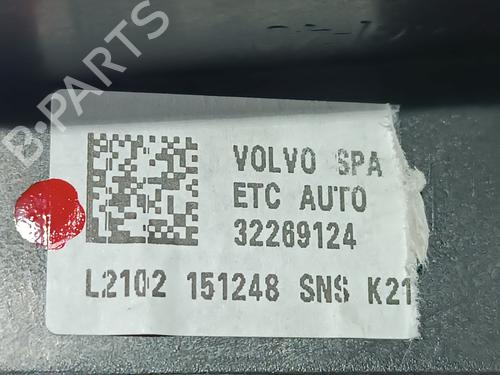 B-PARTS
VOLVO SPA
ETC AUTO
32269124
L2102 151248 SNS K21